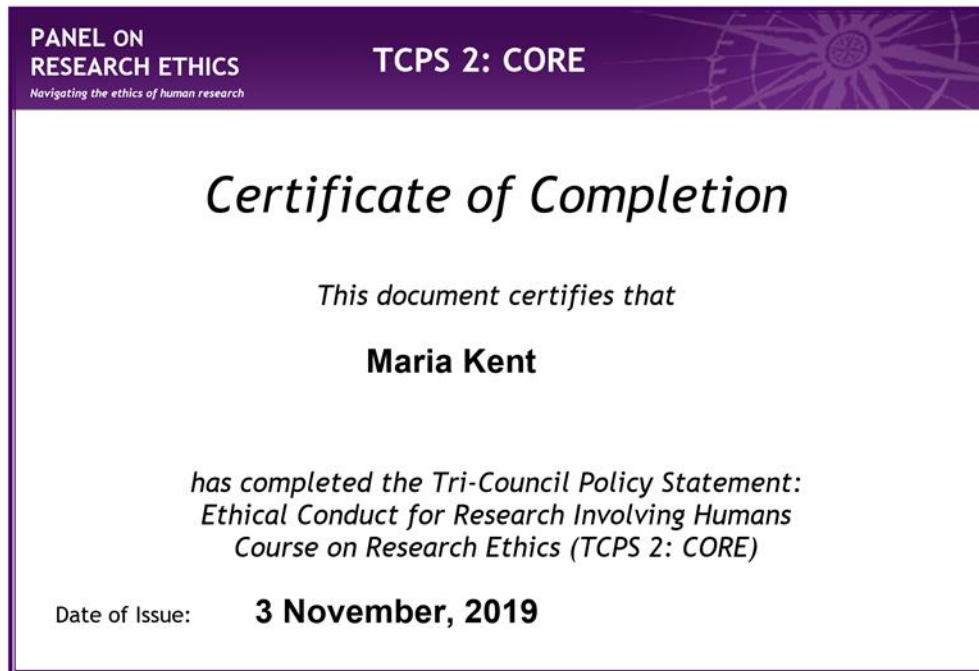 PANEL ON
RESEARCH ETHICS
Navigating the ethics of human research
TCPS 2: CORE
Certificate of Completion
This document certifies that
Maria Kent
has completed the Tri-Council Policy Statement:
Ethical Conduct for Research Involving Humans
Course on Research Ethics (TCPS 2: CORE)
Date of Issue: 3 November, 2019